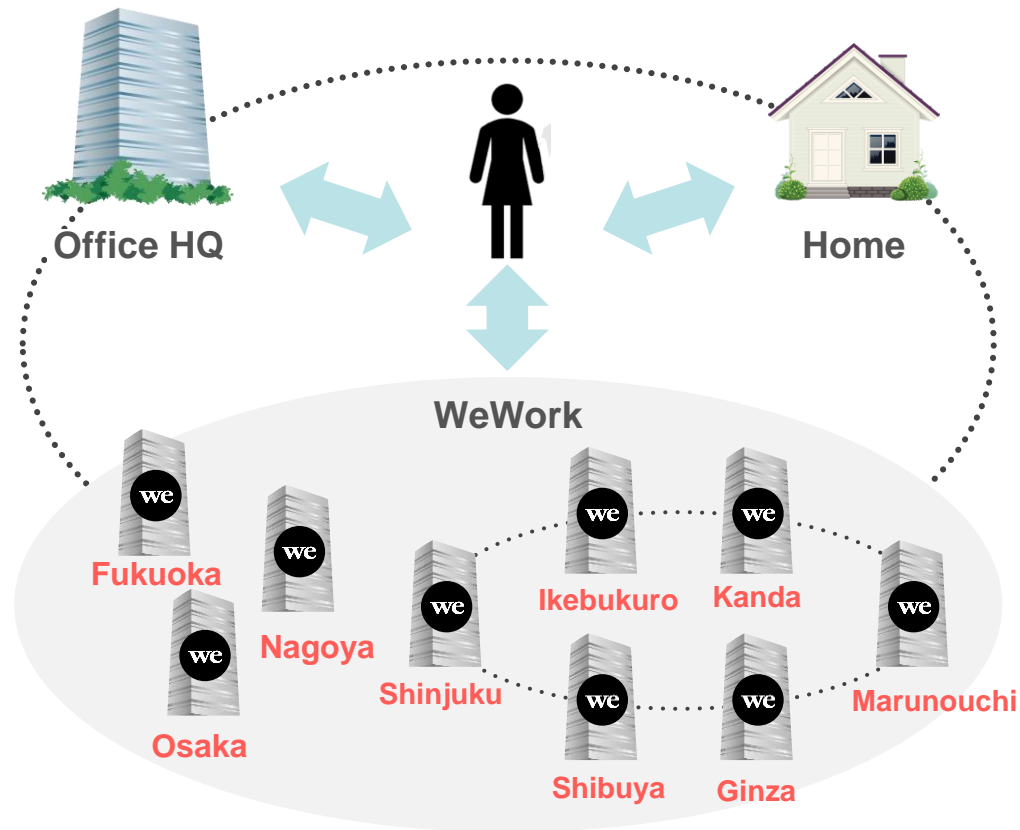 Office HQ
Home
WeWork
we
Fukuoka
we
Nagoya
we
Osaka
we
Shinjuku
we
Ikebukuro
we
Kanda
we
Marunouchi
we
Shibuya
we
Ginza